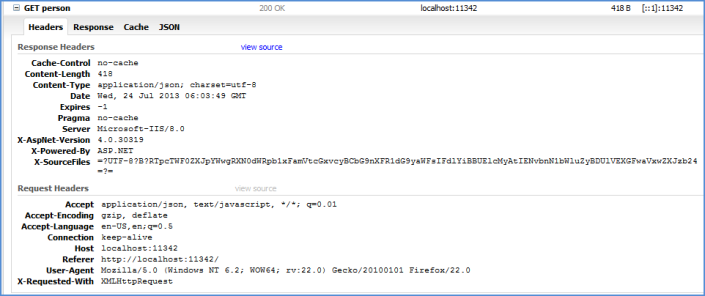 GET person 200 OK localhost:11342 418 B [::1]:11342
Headers Response Cache JSON
Response Headers view source
Cache-Control no-cache
Content-Length 418
Content-Type application/json; charset=utf-8
Date Wed, 24 Jul 2013 06:03:49 GMT
Expires -1
Pragma no-cache
Server Microsoft-IIS/8.0
X-AspNet-Version 4.0.30319
X-Powered-By ASP.NET
X-SourceFiles
=?=
Request Headers view source
Accept application/json, text/javascript, */*; q=0.01
Accept-Encoding gzip, deflate
Accept-Language en-US,en;q=0.5
Connection keep-alive
Host localhost:11342
Referer http://localhost:11342/
User-Agent Mozilla/5.0 (Windows NT 6.2; WOW64; rv:22.0) Gecko/20100101 Firefox/22.0
X-Requested-With XMLHttpRequest